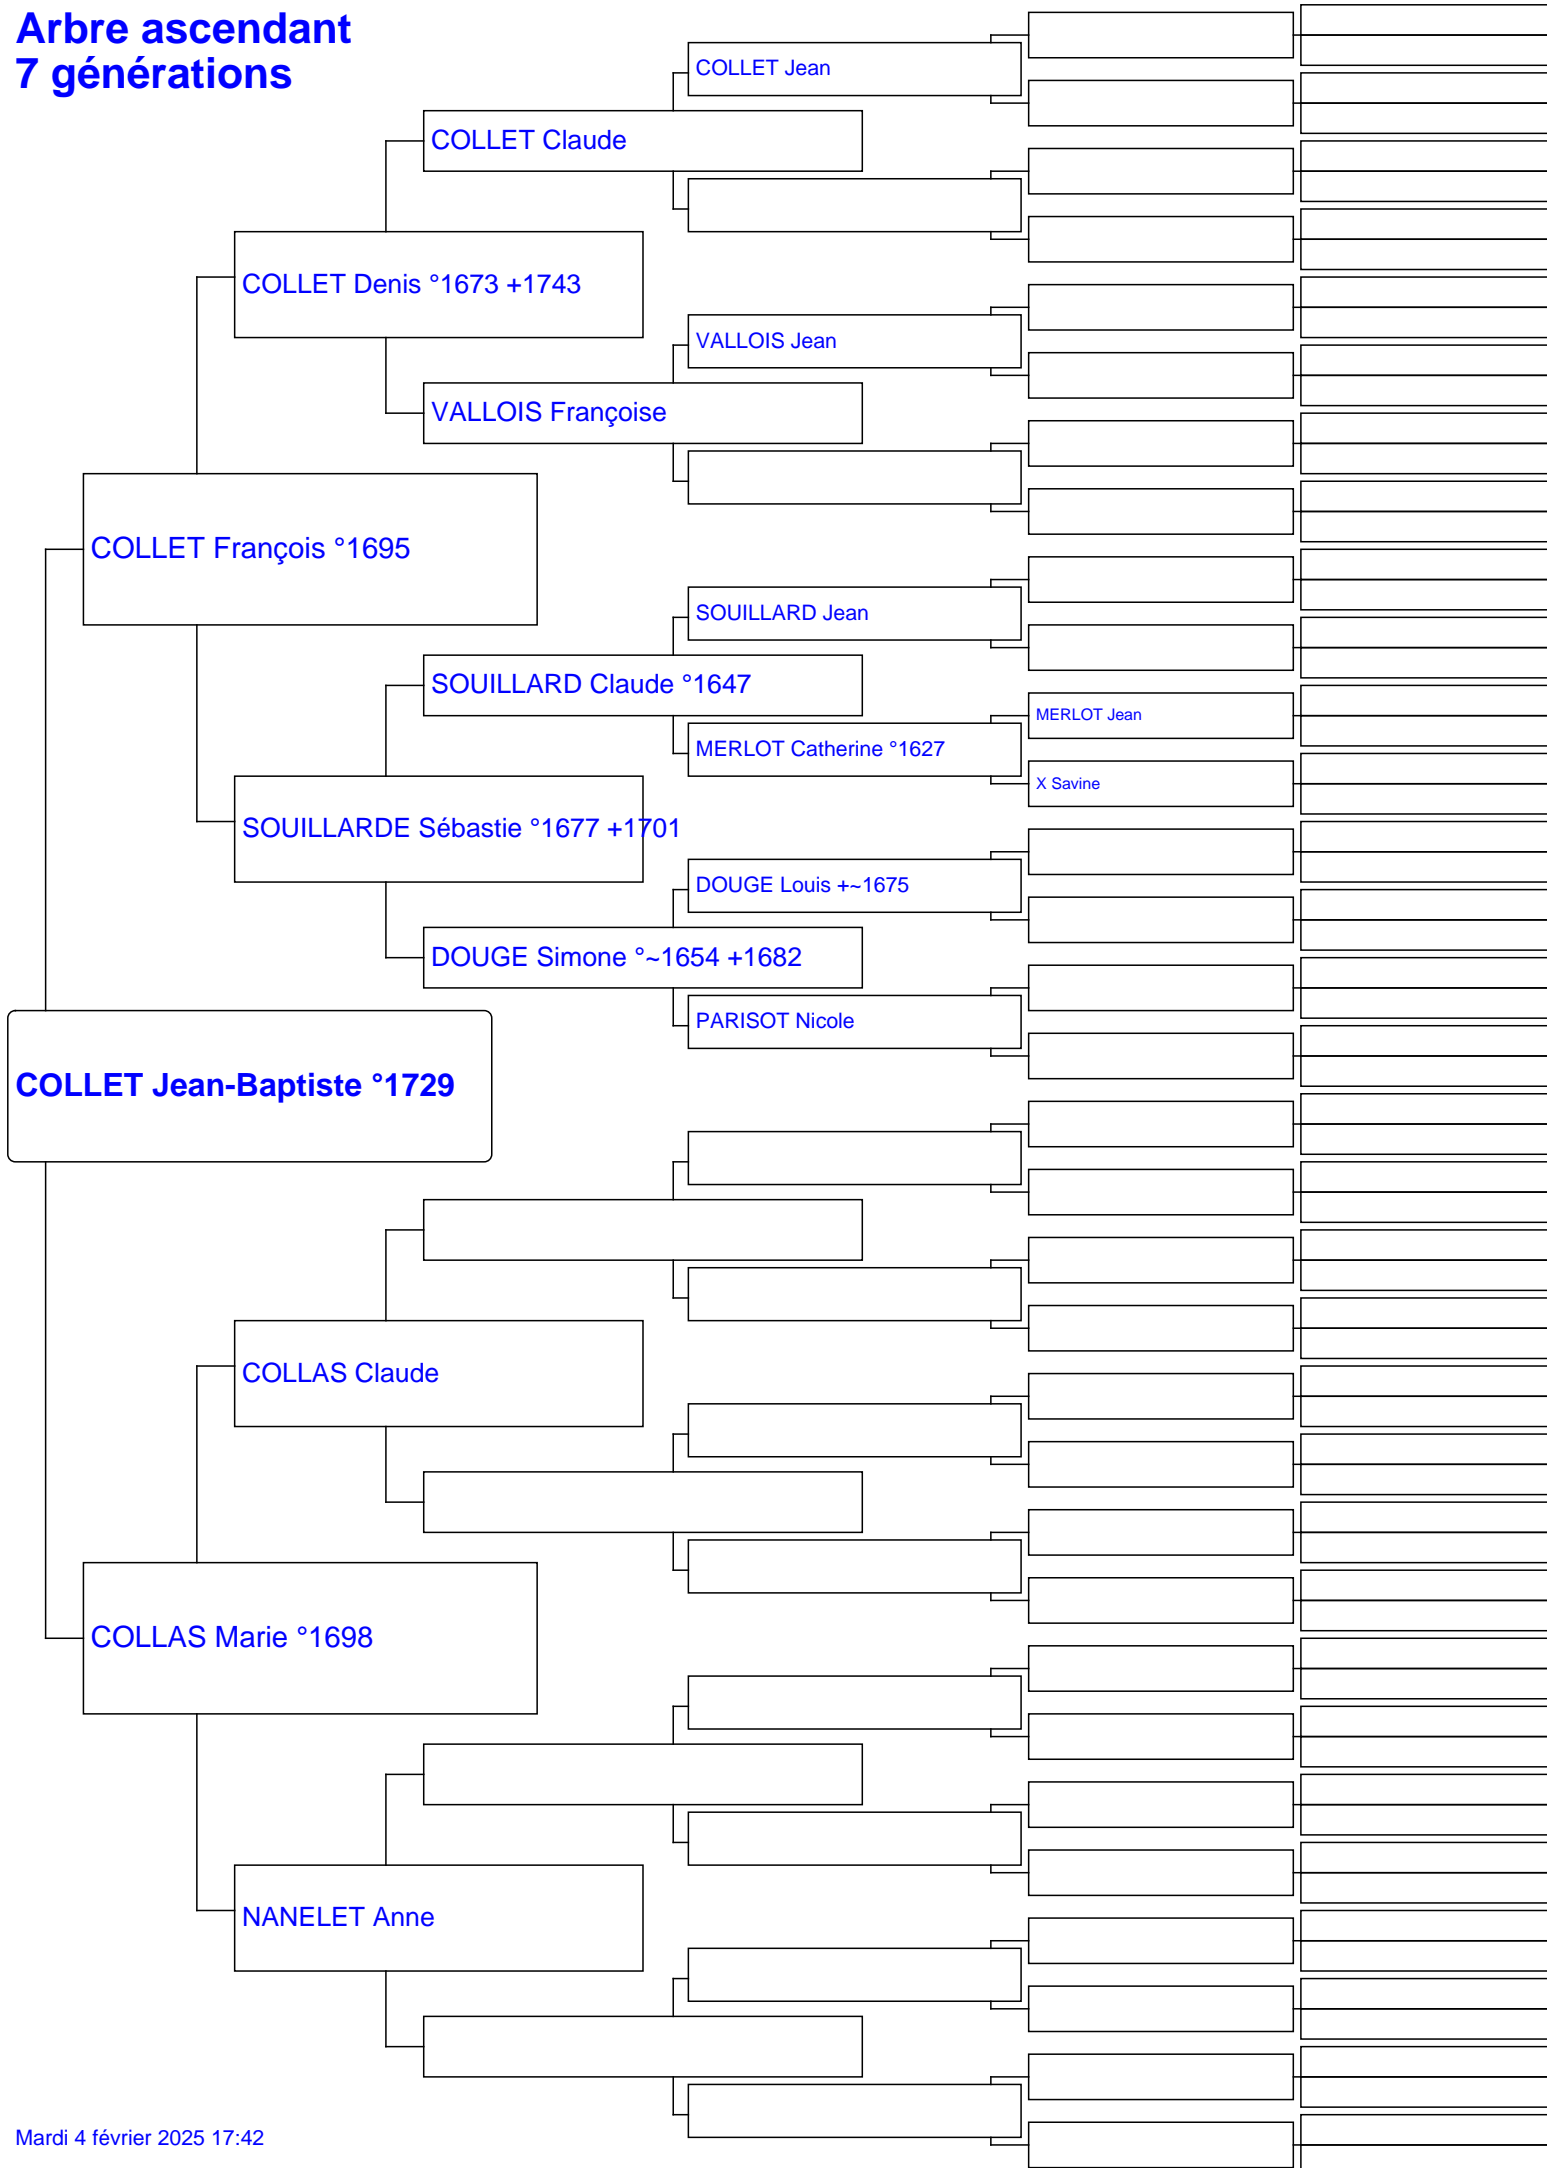 Arbre ascendant
7 générations
COLLET Jean
COLLET Claude
COLLET Denis °1673 +1743
VALLOIS Jean
VALLOIS Françoise
COLLET François °1695
SOUILLARD Jean
SOUILLARD Claude °1647
MERLOT Jean
MERLOT Catherine °1627
X Savine
SOUILLARDE Sébastie °1677 +1701
DOUGE Louis +~1675
DOUGE Simone °~1654 +1682
PARISOT Nicole
COLLET Jean-Baptiste °1729
COLLAS Claude
COLLAS Marie °1698
NANELET Anne
Mardi 4 février 2025 17:42